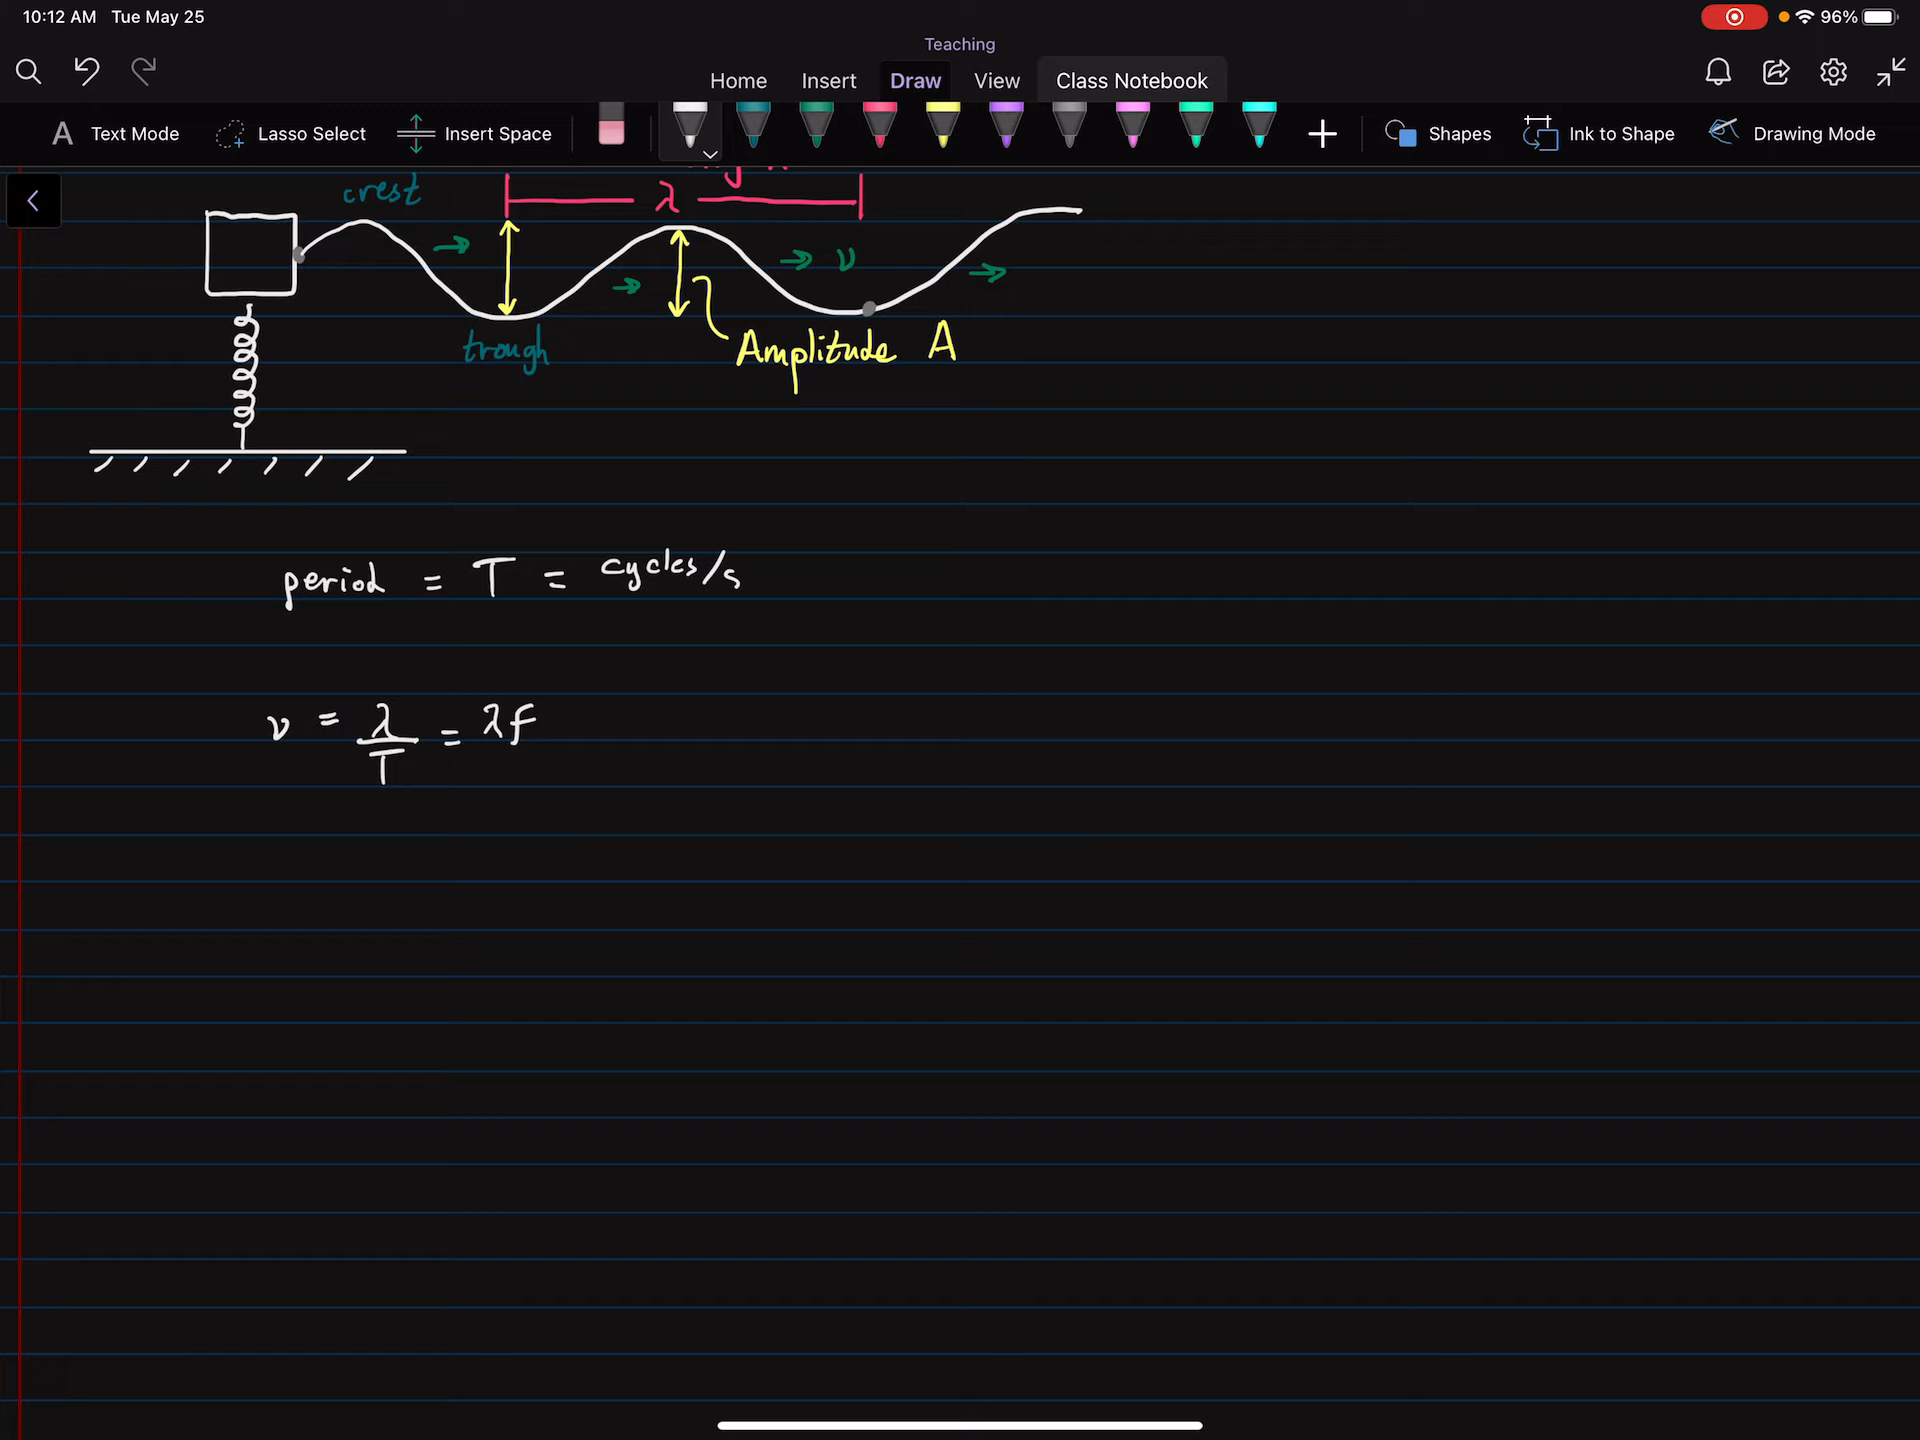 10:12 AM Tue May 25
96%
Teaching
Home Insert Draw View Class Notebook
Text Mode Lasso Select Insert Space Shapes Ink to Shape Drawing Mode
crest
λ
ν
trough
Amplitude A
period = T = cycles/s
ν = λ/T = λf